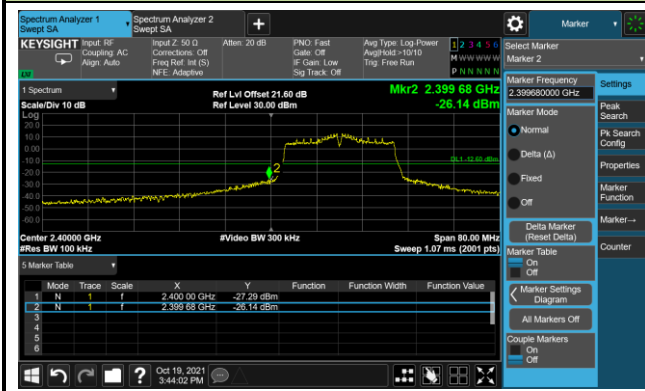 Spectrum Analyzer 1
Swept SA
Spectrum Analyzer 2
Swept SA
+
Marker
KEYSIGHT
Input: RF
Coupling: AC
Align: Auto
Input Z: 50 Ω
Corrections: Off
Freq Ref: Int (S)
NFE: Adaptive
Atten: 20 dB
PNO: Fast
Gate: Off
IF Gain: Low
Sig Track: Off
Avg Type: Log-Power
Avg|Hold:>10/10
Trig: Free Run
1 2 3 4 5 6
M W W W W W
P N N N N N
Select Marker
Marker 2
1 Spectrum
Scale/Div 10 dB
Ref Lvl Offset 21.60 dB
Ref Level 30.00 dBm
Mkr2 2.399 68 GHz
-26.14 dBm
Log
20.0
10.0
0.00
-10.0
-20.0
-30.0
-40.0
-50.0
-60.0
2
DL1 -12.60 dBm
Center 2.40000 GHz
#Res BW 100 kHz
#Video BW 300 kHz
Span 80.00 MHz
Sweep 1.07 ms (2001 pts)
5 Marker Table
Mode Trace Scale X Y Function Function Width Function Value
1 N 1 f 2.400 00 GHz -27.29 dBm
2 N 1 f 2.399 68 GHz -26.14 dBm
3
4
5
6
Marker Frequency
2.399680000 GHz
Marker Mode
Normal
Delta (Δ)
Fixed
Off
Delta Marker
(Reset Delta)
Marker Table
On
Off
Marker Settings
Diagram
All Markers Off
Couple Markers
On
Off
Settings
Peak
Search
Pk Search
Config
Properties
Marker
Function
Marker→
Counter
?
Oct 19, 2021
3:44:02 PM